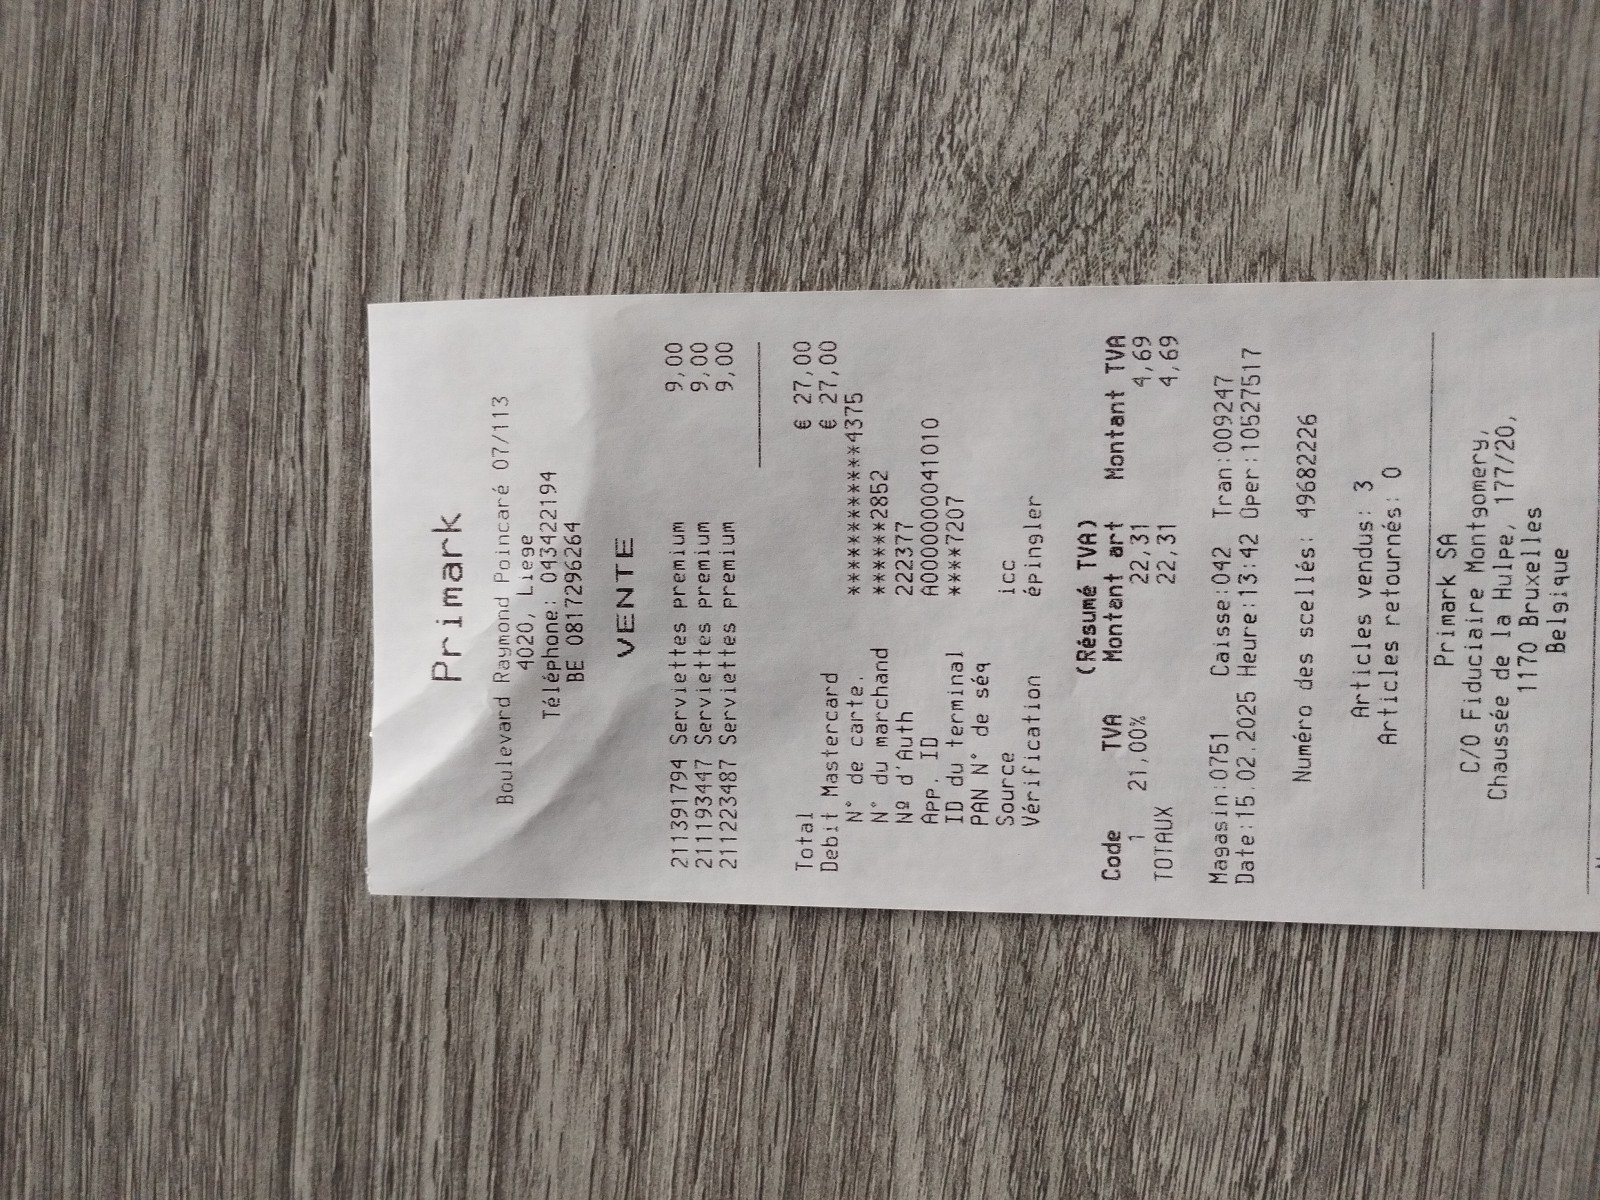 Primark
Boulevard Raymond Poincaré 07/113
4020, Liege
Téléphone: 043422194
BE 0817296264
VENTE
211391794 Serviettes premium 9,00
211193447 Serviettes premium 9,00
211223487 Serviettes premium 9,00
Total € 27,00
Debit Mastercard € 27,00
N° de carte. ************4375
N° du marchand ******2852
Nº d'Auth 222377
App. ID A0000000041010
ID du terminal ****7207
PAN N° de séq
Source icc
Vérification épingler
(Résumé TVA)
Code TVA Montant art Montant TVA
1 21,00% 22,31 4,69
TOTAUX 22,31 4,69
Magasin:0751 Caisse:042 Tran:009247
Date:15.02.2025 Heure:13:42 Oper:10527517
Numéro des scellés: 49682226
Articles vendus: 3
Articles retournés: 0
Primark SA
C/O Fiduciaire Montgomery,
Chaussée de la Hulpe, 177/20,
1170 Bruxelles
Belgique